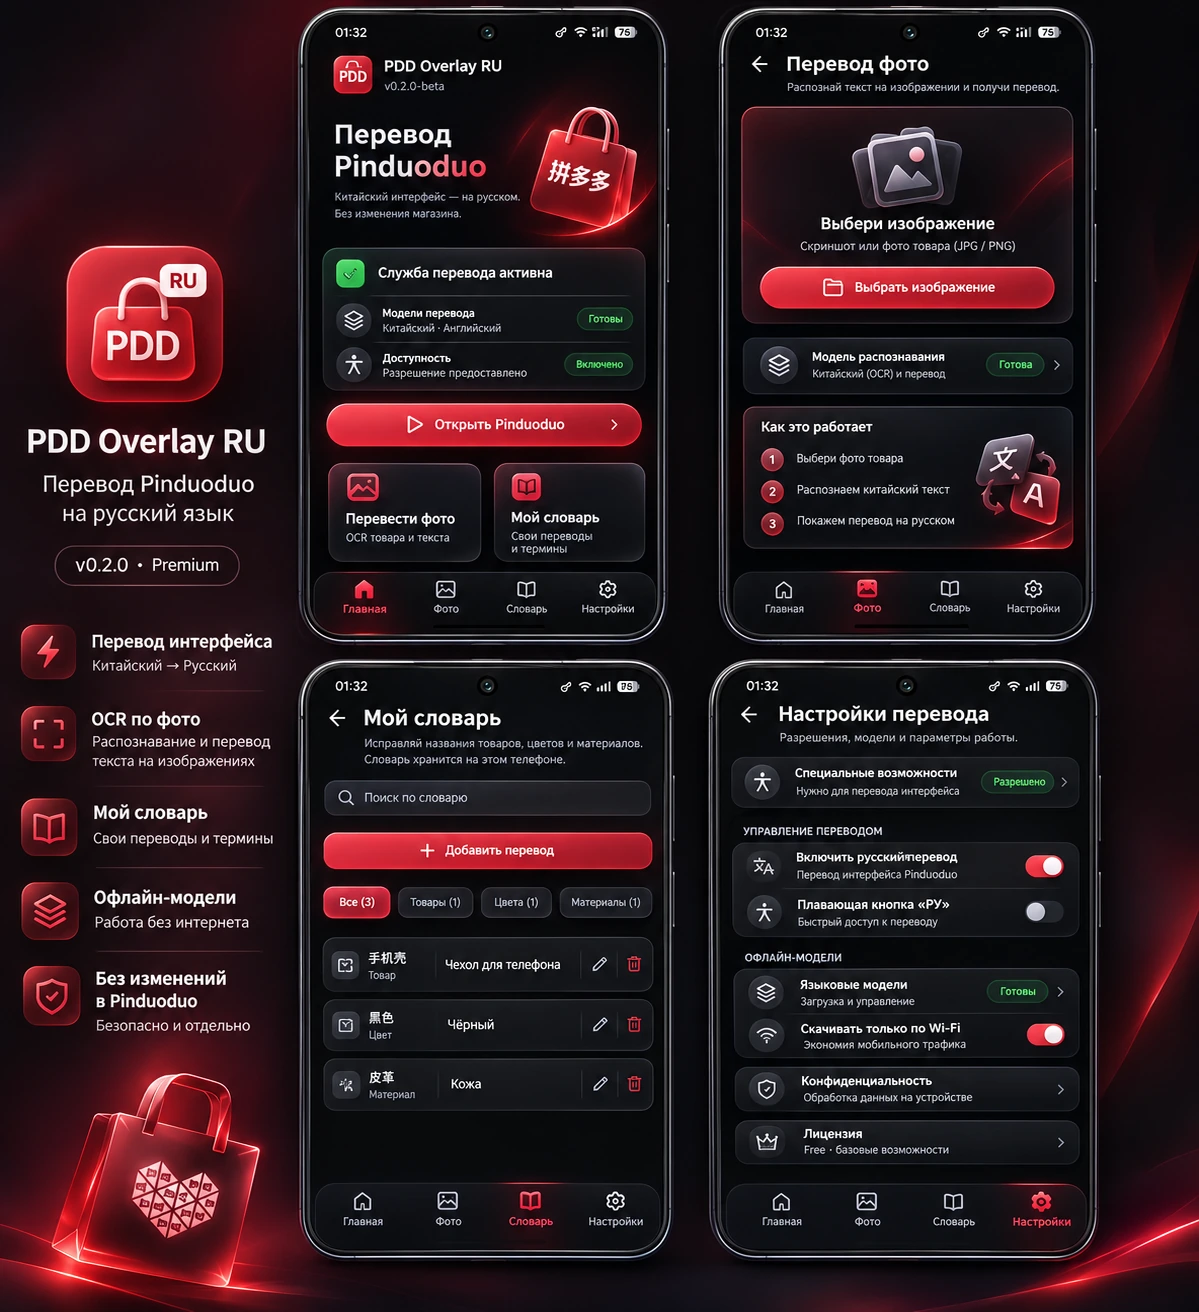 RU
PDD
PDD Overlay RU
Перевод Pinduoduo
на русский язык
v0.2.0 • Premium
Перевод интерфейса
Китайский → Русский
OCR по фото
Распознавание и перевод
текста на изображениях
Мой словарь
Свои переводы и термины
Офлайн-модели
Работа без интернета
Без изменений
в Pinduoduo
Безопасно и отдельно
01:32
75
PDD
PDD Overlay RU
v0.2.0-beta
Перевод
Pinduoduo
拼多多
Китайский интерфейс — на русском.
Без изменения магазина.
Служба перевода активна
Модели перевода
Китайский · Английский
Готовы
Доступность
Разрешение предоставлено
Включено
Открыть Pinduoduo
Перевести фото
OCR товара и текста
Мой словарь
Свои переводы
и термины
Главная
Фото
Словарь
Настройки
01:32
75
Перевод фото
Распознай текст на изображении и получи перевод.
Выбери изображение
Скриншот или фото товара (JPG / PNG)
Выбрать изображение
Модель распознавания
Китайский (OCR) и перевод
Готова
Как это работает
1 Выбери фото товара
2 Распознаем китайский текст
3 Покажем перевод на русском
文
A
Главная
Фото
Словарь
Настройки
01:32
75
Мой словарь
Исправляй названия товаров, цветов и материалов.
Словарь хранится на этом телефоне.
Поиск по словарю
+ Добавить перевод
Все (3)
Товары (1)
Цвета (1)
Материалы (1)
手机壳
Товар
Чехол для телефона
黑色
Цвет
Чёрный
皮革
Материал
Кожа
Главная
Фото
Словарь
Настройки
01:32
75
Настройки перевода
Разрешения, модели и параметры работы.
Специальные возможности
Нужно для перевода интерфейса
Разрешено
УПРАВЛЕНИЕ ПЕРЕВОДОМ
Включить русский перевод
Перевод интерфейса Pinduoduo
Плавающая кнопка «РУ»
Быстрый доступ к переводу
ОФЛАЙН-МОДЕЛИ
Языковые модели
Загрузка и управление
Готовы
Скачивать только по Wi-Fi
Экономия мобильного трафика
Конфиденциальность
Обработка данных на устройстве
Лицензия
Free · базовые возможности
Главная
Фото
Словарь
Настройки